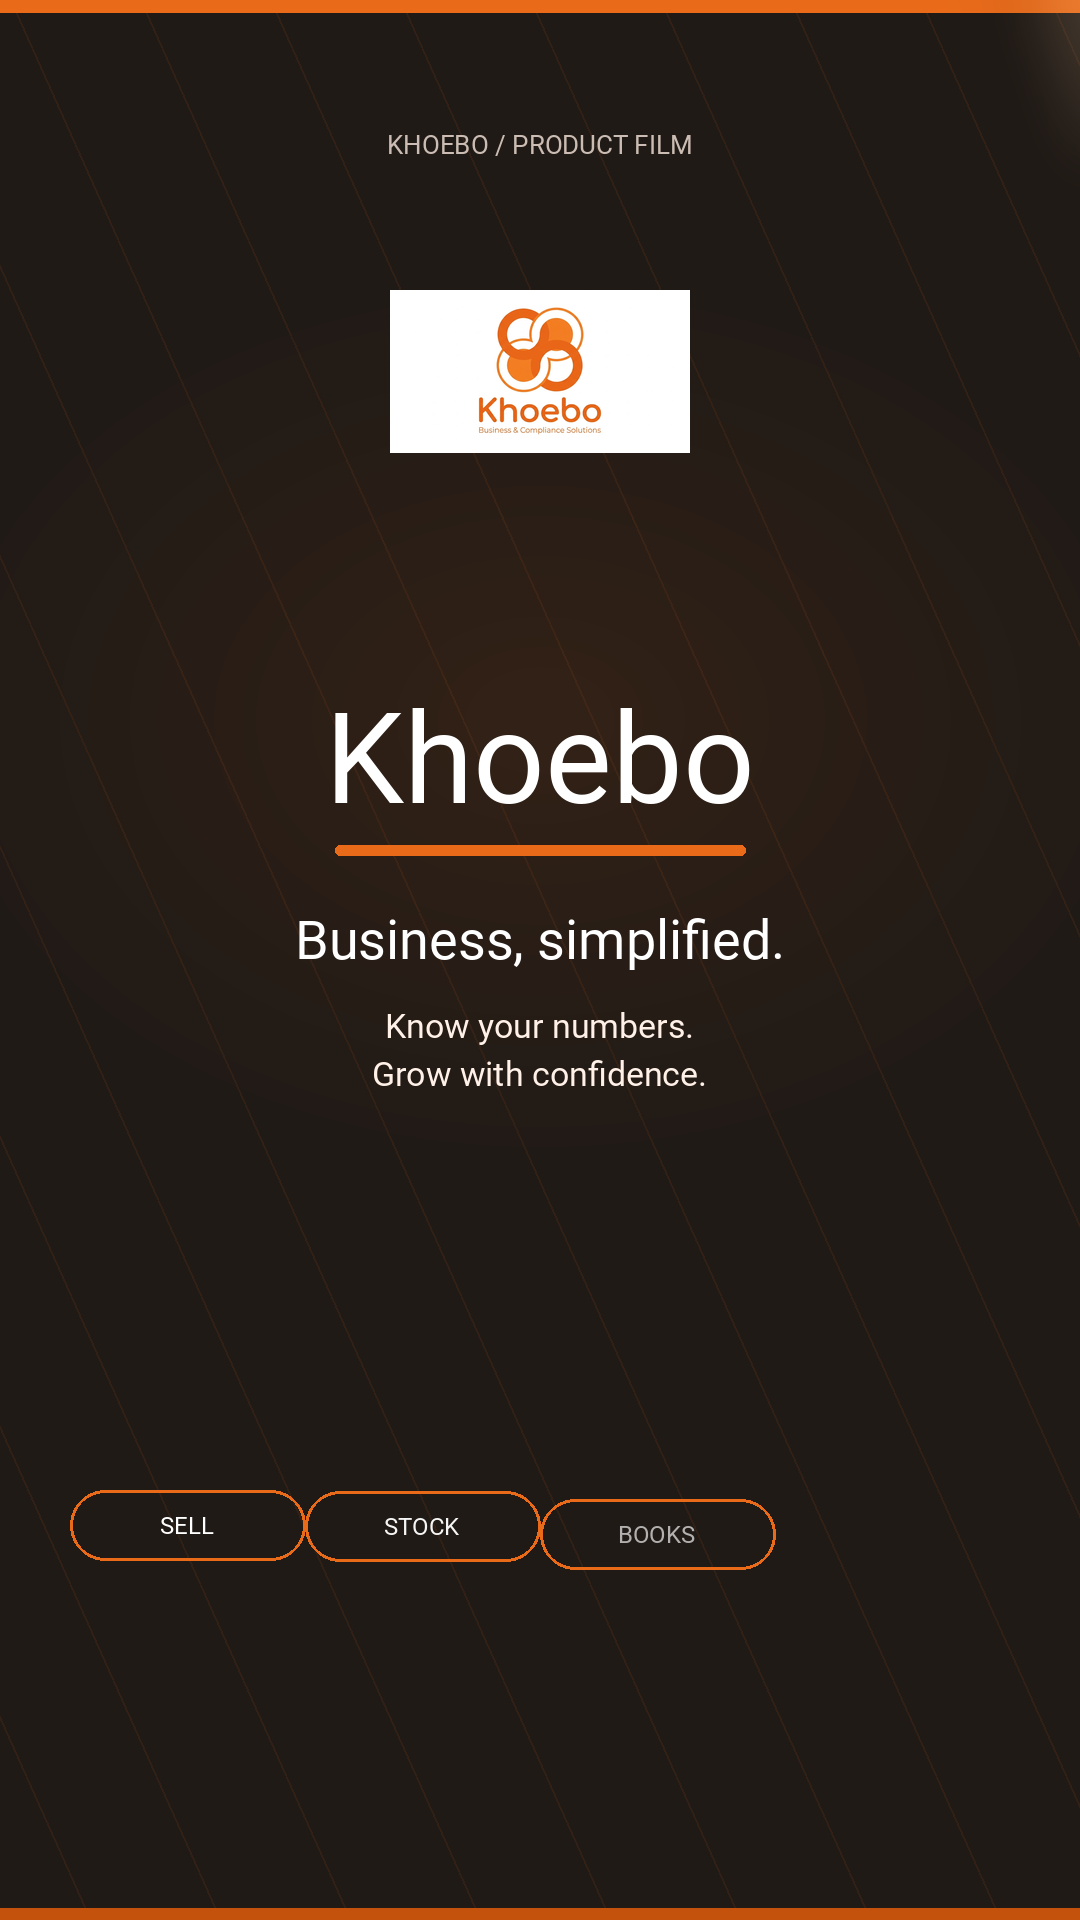 KHOEBO / PRODUCT FILM
Khoebo
Business & Compliance Solutions
Khoebo
Business, simplified.
Know your numbers.
Grow with confidence.
SELL
STOCK
BOOKS